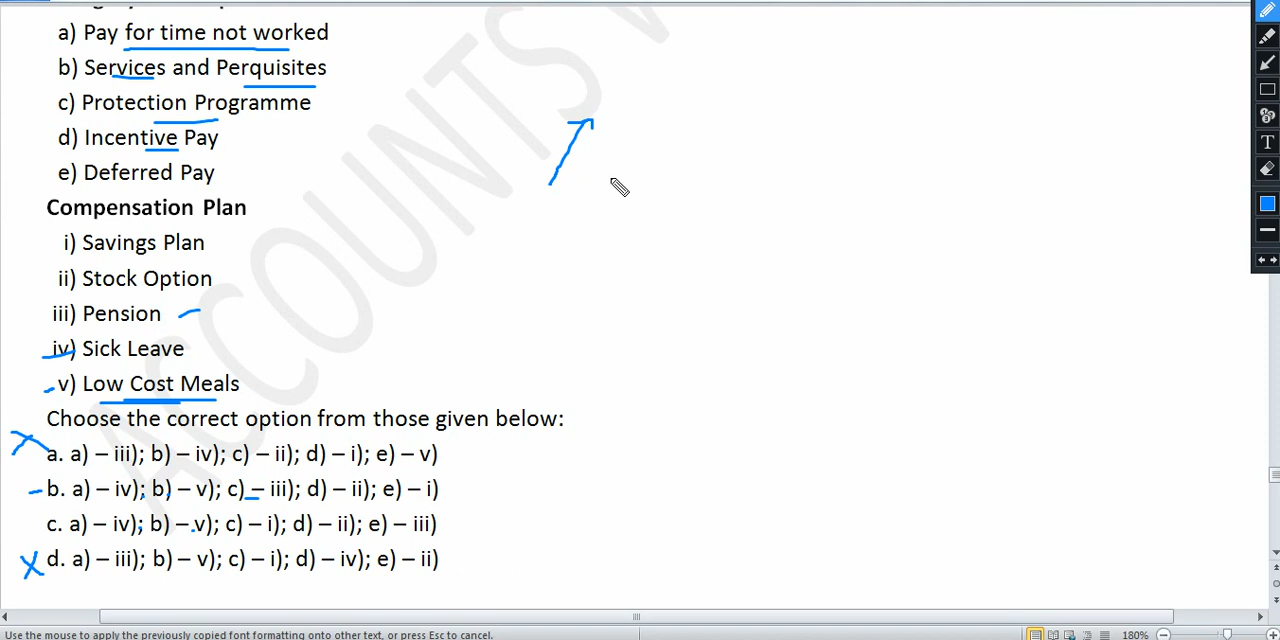 a) Pay for time not worked
b) Services and Perquisites
c) Protection Programme
d) Incentive Pay
e) Deferred Pay
Compensation Plan
i) Savings Plan
ii) Stock Option
iii) Pension
iv) Sick Leave
v) Low Cost Meals
Choose the correct option from those given below:
a. a) – iii); b) – iv); c) – ii); d) – i); e) – v)
b. a) – iv); b) – v); c) – iii); d) – ii); e) – i)
c. a) – iv); b) – v); c) – i); d) – ii); e) – iii)
d. a) – iii); b) – v); c) – i); d) – iv); e) – ii)
ACCOUNTS
T
Use the mouse to apply the previously copied font formatting onto other text, or press Esc to cancel.
180%